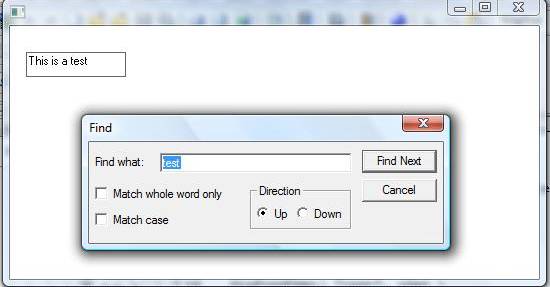 This is a test
Find
Find what: test Find Next
Match whole word only Direction Cancel
Match case Up Down